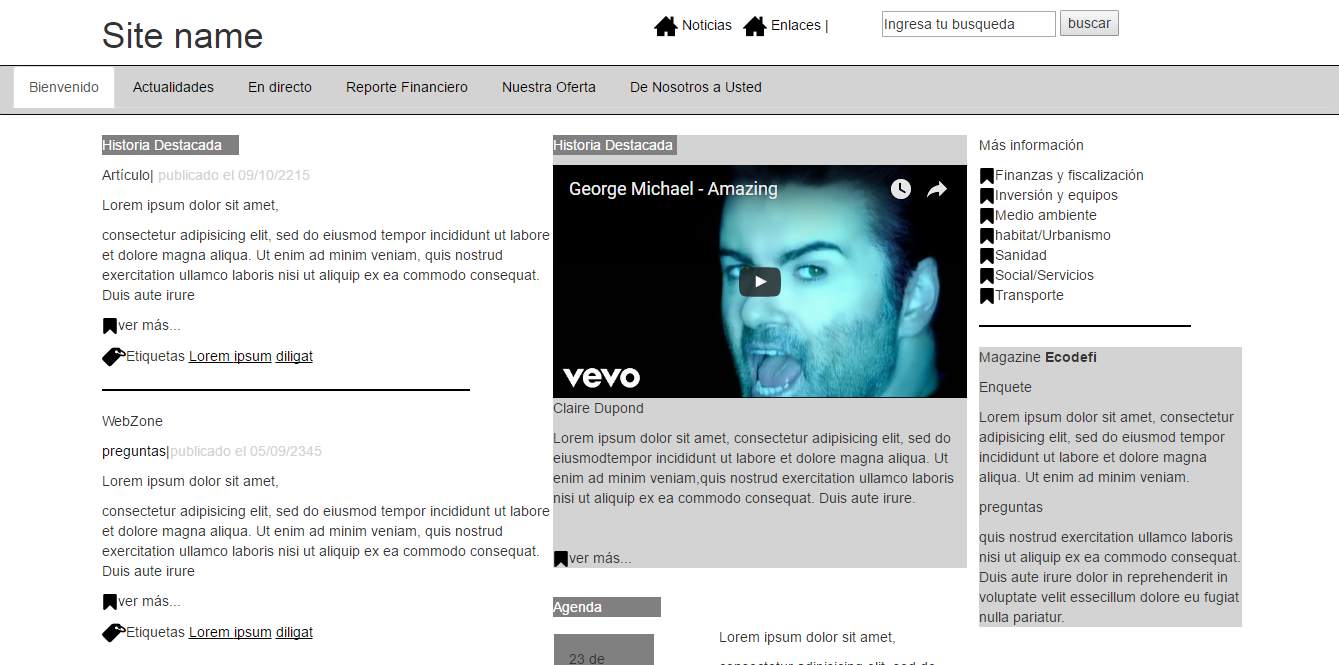 Site name
Noticias Enlaces |
Ingresa tu busqueda buscar
Bienvenido Actualidades En directo Reporte Financiero Nuestra Oferta De Nosotros a Usted
Historia Destacada
Artículo| publicado el 09/10/2215
Lorem ipsum dolor sit amet,
consectetur adipisicing elit, sed do eiusmod tempor incididunt ut labore
et dolore magna aliqua. Ut enim ad minim veniam, quis nostrud
exercitation ullamco laboris nisi ut aliquip ex ea commodo consequat.
Duis aute irure
ver más...
Etiquetas Lorem ipsum diligat
WebZone
preguntas|publicado el 05/09/2345
Lorem ipsum dolor sit amet,
consectetur adipisicing elit, sed do eiusmod tempor incididunt ut labore
et dolore magna aliqua. Ut enim ad minim veniam, quis nostrud
exercitation ullamco laboris nisi ut aliquip ex ea commodo consequat.
Duis aute irure
ver más...
Etiquetas Lorem ipsum diligat
Historia Destacada
George Michael - Amazing
vevo
Claire Dupond
Lorem ipsum dolor sit amet, consectetur adipisicing elit, sed do
eiusmodtempor incididunt ut labore et dolore magna aliqua. Ut
enim ad minim veniam,quis nostrud exercitation ullamco laboris
nisi ut aliquip ex ea commodo consequat. Duis aute irure.
ver más...
Agenda
23 de
Lorem ipsum dolor sit amet,
consectetur adipisicing elit, sed do
Más información
Finanzas y fiscalización
Inversión y equipos
Medio ambiente
habitat/Urbanismo
Sanidad
Social/Servicios
Transporte
Magazine Ecodefi
Enquete
Lorem ipsum dolor sit amet, consectetur
adipisicing elit, sed do eiusmod tempor
incididunt ut labore et dolore magna
aliqua. Ut enim ad minim veniam.
preguntas
quis nostrud exercitation ullamco laboris
nisi ut aliquip ex ea commodo consequat.
Duis aute irure dolor in reprehenderit in
voluptate velit essecillum dolore eu fugiat
nulla pariatur.